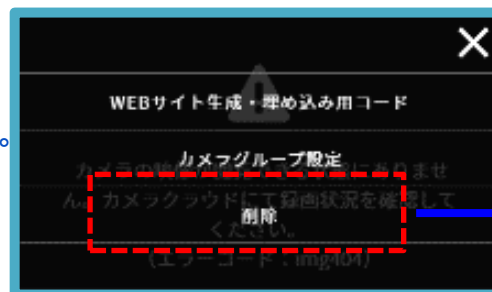 。
WEBサイト生成・埋め込み用コード
カメラグループ設定
カメラの にありませ
ん。カメラクラウドにて録画状況を確認して
削除
ください。
(エラーコード：img404)